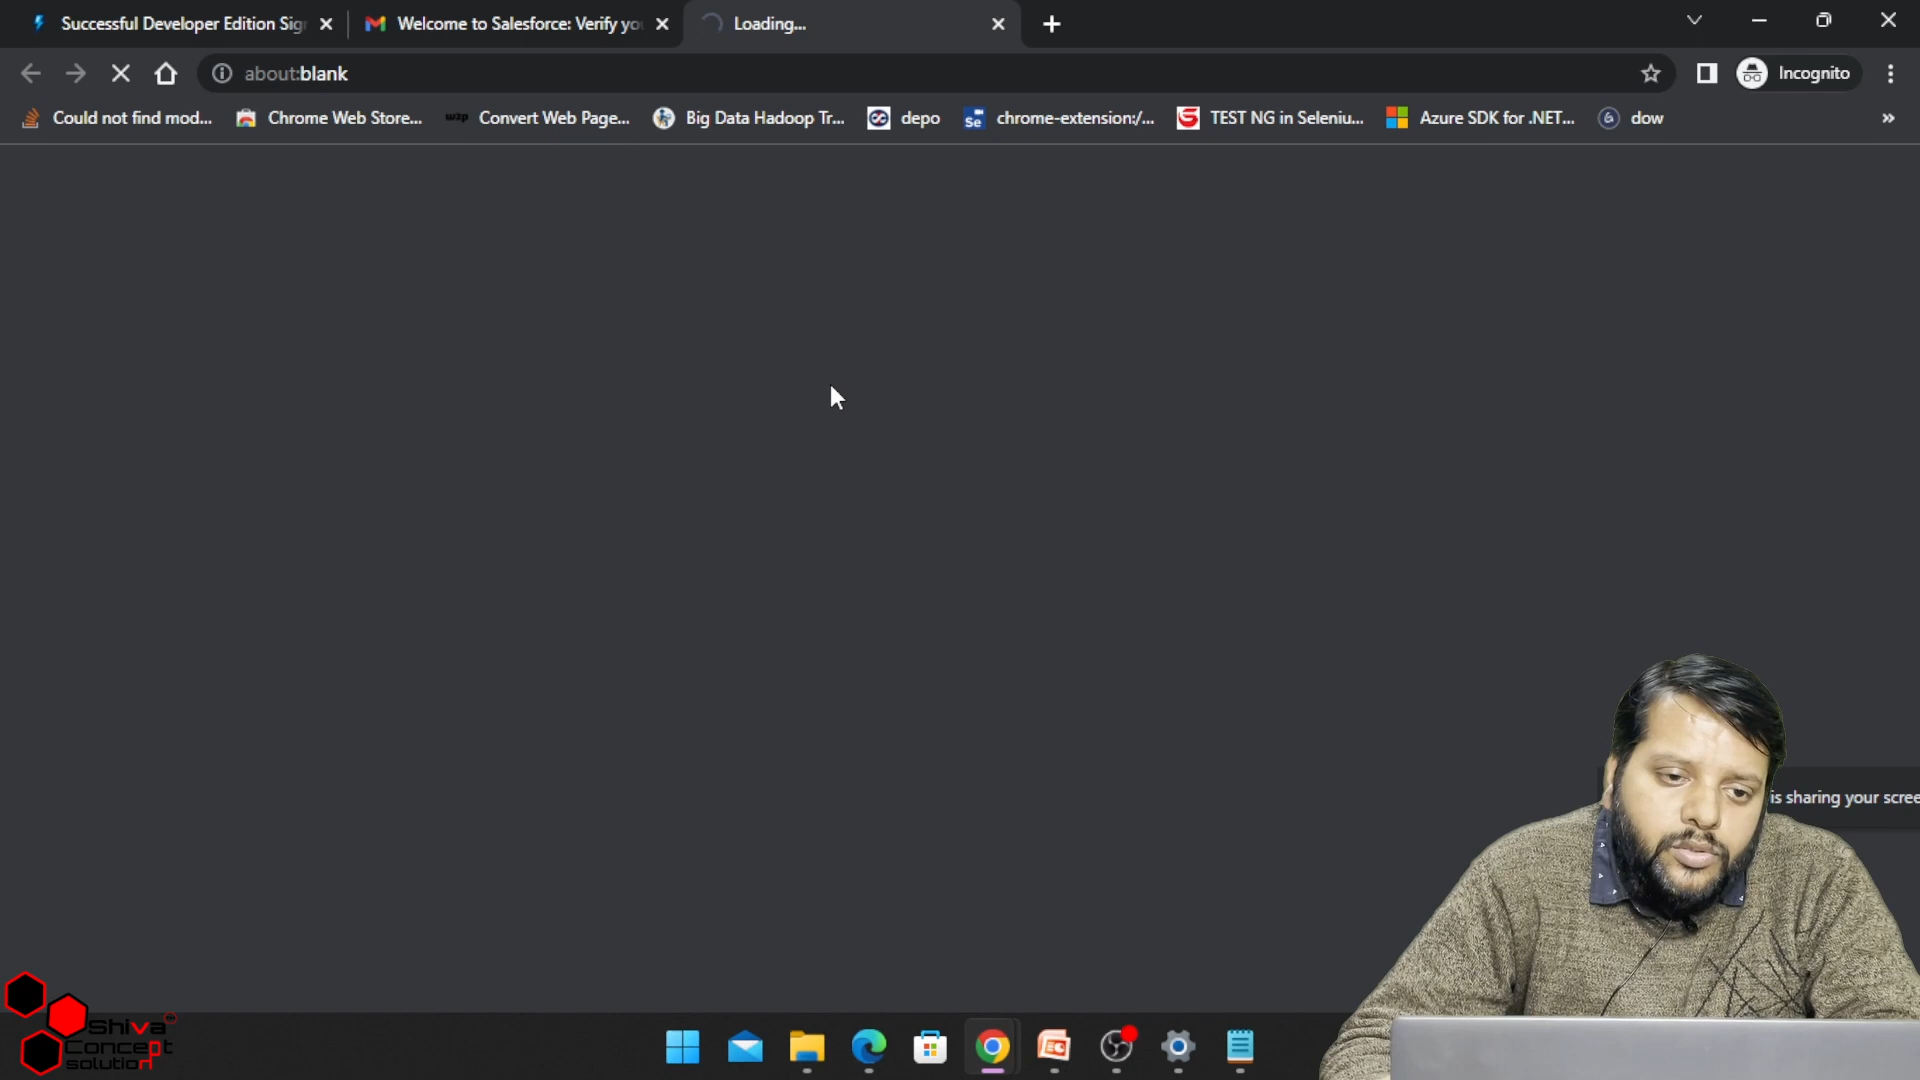 Successful Developer Edition Sig
Welcome to Salesforce: Verify yo
Loading...
about:blank
Incognito
Could not find mod...
Chrome Web Store...
w2p
Convert Web Page...
Big Data Hadoop Tr...
depo
Se
chrome-extension:/...
TEST NG in Seleniu...
Azure SDK for .NET...
dow
is sharing your scree
Shiva
Concept
solution